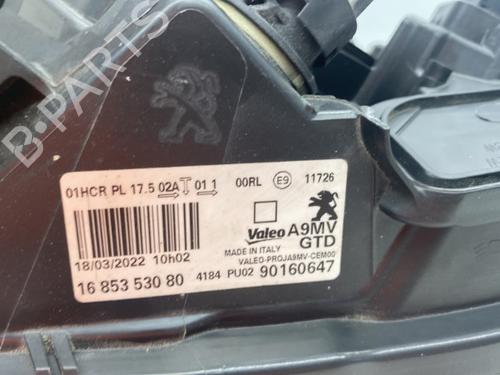 B-PARTS
01HCR PL 17.5 02A T 01 1 00RL E9 11726
Valeo A9MV
GTD
MADE IN ITALY
VALEO-PROJA9MV-CEM00
18/03/2022 10h02
16 853 530 80 4184 PU02 90160647